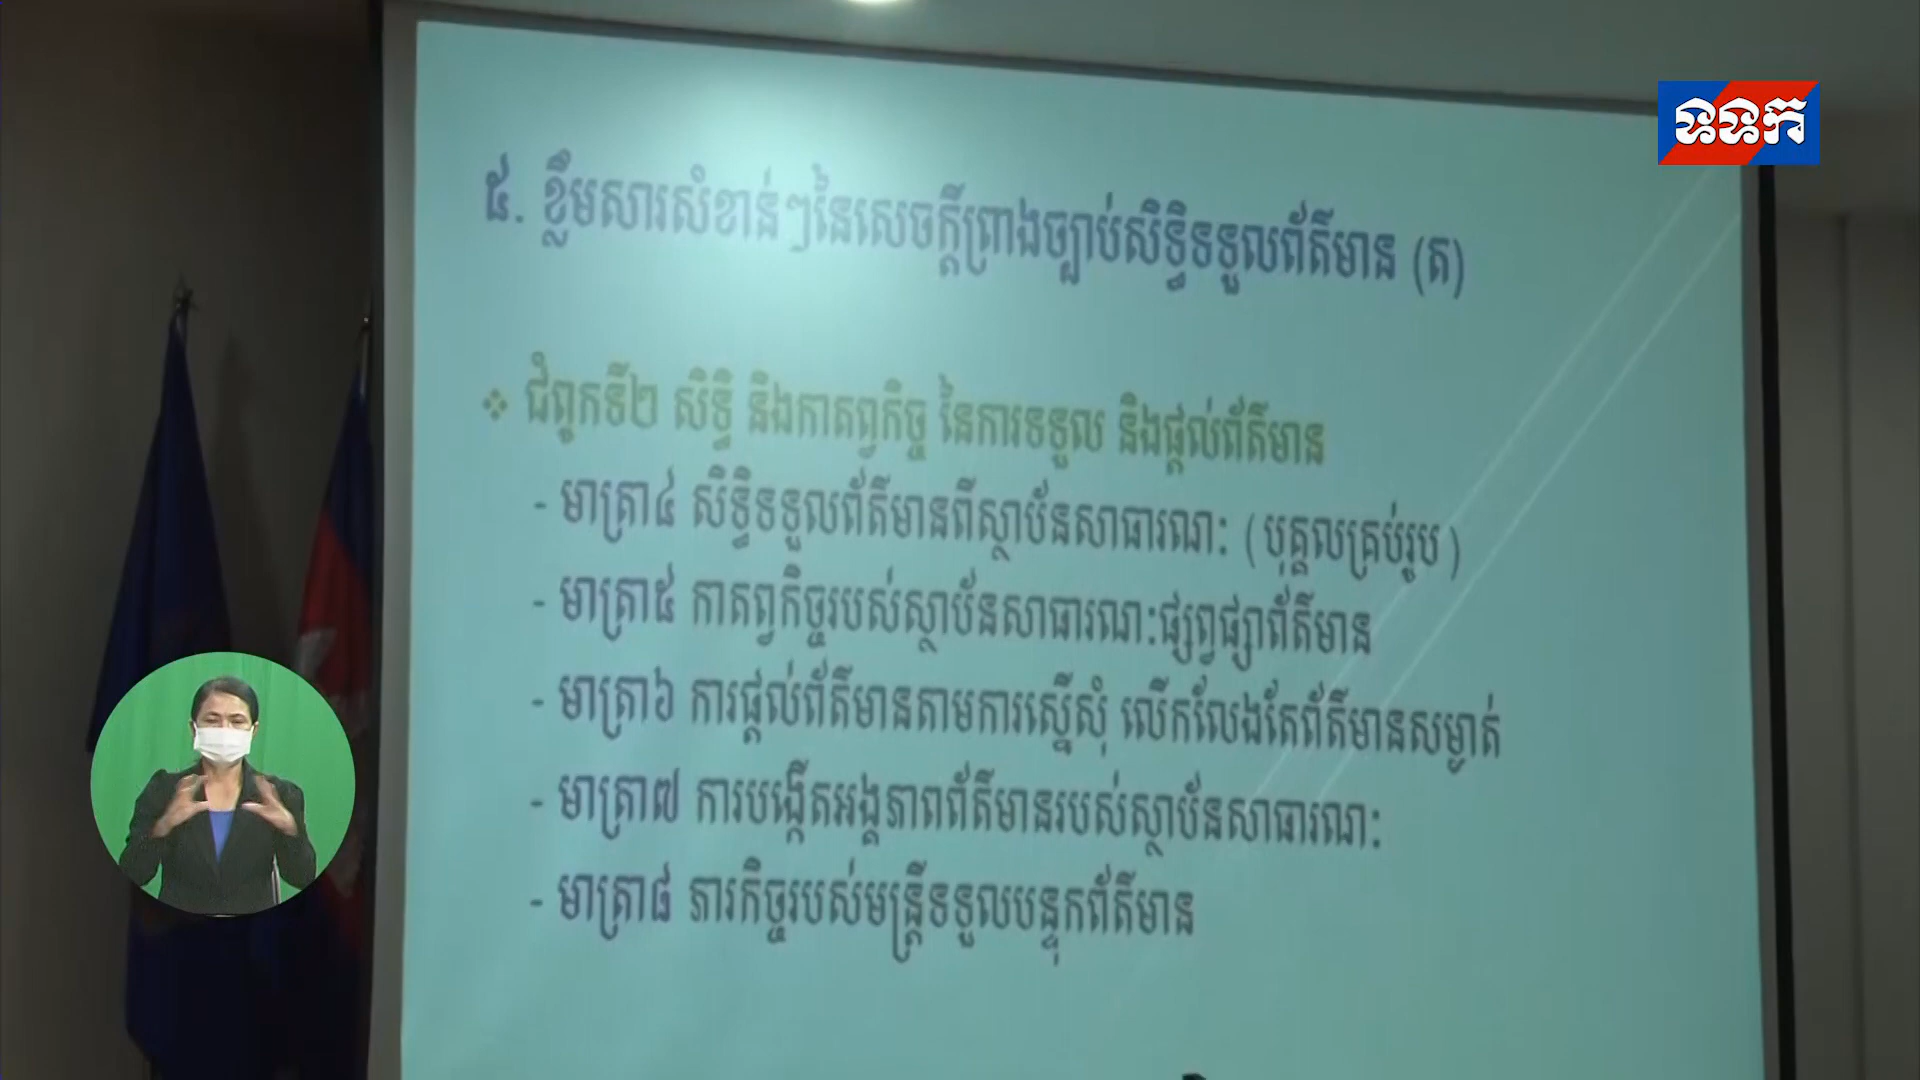 ទទក
៥. ខ្លឹមសារសំខាន់ៗនៃសេចក្តីព្រាងច្បាប់សិទ្ធិទទួលព័ត៌មាន (ត)
❖ ជំពូកទី២ សិទ្ធិ និងកាតព្វកិច្ច នៃការទទួល និងផ្តល់ព័ត៌មាន
- មាត្រា៤ សិទ្ធិទទួលព័ត៌មានពីស្ថាប័នសាធារណៈ (បុគ្គលគ្រប់រូប)
- មាត្រា៥ កាតព្វកិច្ចរបស់ស្ថាប័នសាធារណៈផ្សព្វផ្សាព័ត៌មាន
- មាត្រា៦ ការផ្តល់ព័ត៌មានតាមការស្នើសុំ លើកលែងតែព័ត៌មានសម្ងាត់
- មាត្រា៧ ការបង្កើតអង្គភាពព័ត៌មានរបស់ស្ថាប័នសាធារណៈ
- មាត្រា៨ ភារកិច្ចរបស់មន្ត្រីទទួលបន្ទុកព័ត៌មាន